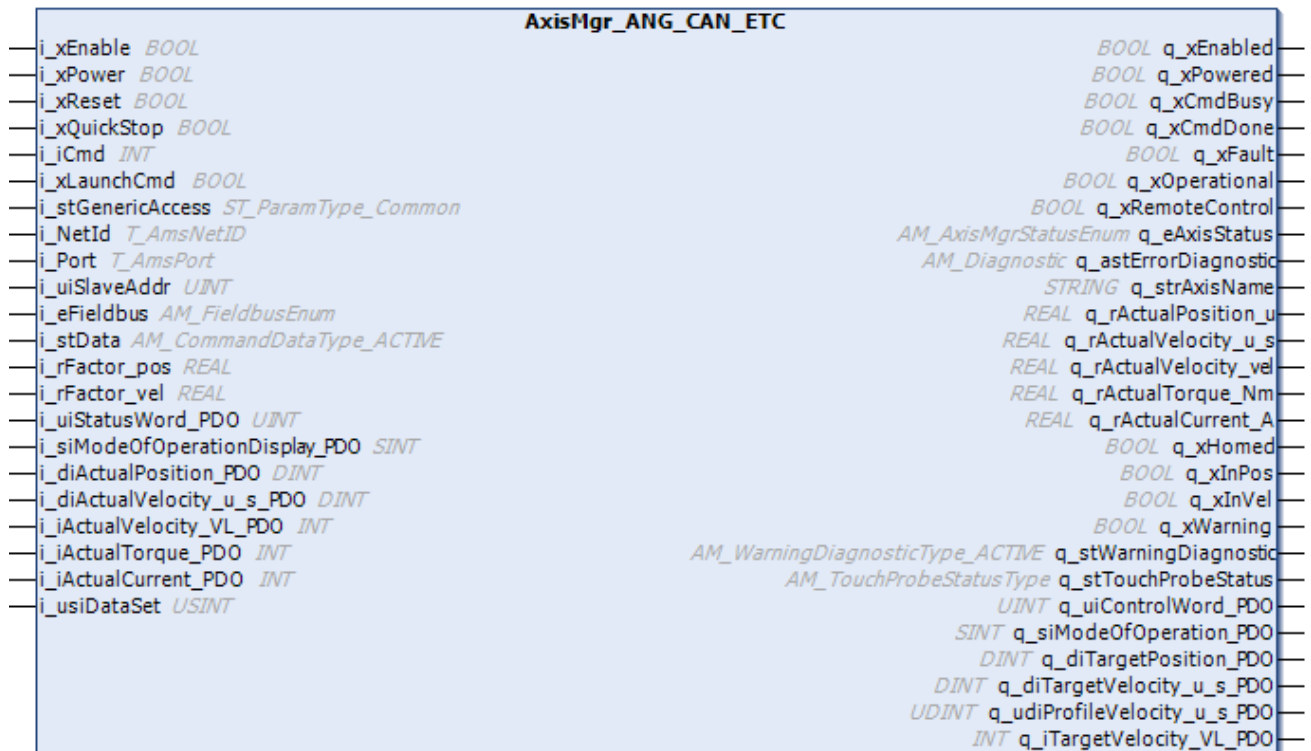 AxisMgr_ANG_CAN_ETC
i_xEnable BOOL BOOL q_xEnabled
i_xPower BOOL BOOL q_xPowered
i_xReset BOOL BOOL q_xCmdBusy
i_xQuickStop BOOL BOOL q_xCmdDone
i_iCmd INT BOOL q_xFault
i_xLaunchCmd BOOL BOOL q_xOperational
i_stGenericAccess ST_ParamType_Common BOOL q_xRemoteControl
i_NetId T_AmsNetID AM_AxisMgrStatusEnum q_eAxisStatus
i_Port T_AmsPort AM_Diagnostic q_astErrorDiagnostic
i_uiSlaveAddr UINT STRING q_strAxisName
i_eFieldbus AM_FieldbusEnum REAL q_rActualPosition_u
i_stData AM_CommandDataType_ACTIVE REAL q_rActualVelocity_u_s
i_rFactor_pos REAL REAL q_rActualVelocity_vel
i_rFactor_vel REAL REAL q_rActualTorque_Nm
i_uiStatusWord_PDO UINT REAL q_rActualCurrent_A
i_siModeOfOperationDisplay_PDO SINT BOOL q_xHomed
i_diActualPosition_PDO DINT BOOL q_xInPos
i_diActualVelocity_u_s_PDO DINT BOOL q_xInVel
i_iActualVelocity_VL_PDO INT BOOL q_xWarning
i_iActualTorque_PDO INT AM_WarningDiagnosticType_ACTIVE q_stWarningDiagnostic
i_iActualCurrent_PDO INT AM_TouchProbeStatusType q_stTouchProbeStatus
i_usiDataSet USINT UINT q_uiControlWord_PDO
SINT q_siModeOfOperation_PDO
DINT q_diTargetPosition_PDO
DINT q_diTargetVelocity_u_s_PDO
UDINT q_udiProfileVelocity_u_s_PDO
INT q_iTargetVelocity_VL_PDO